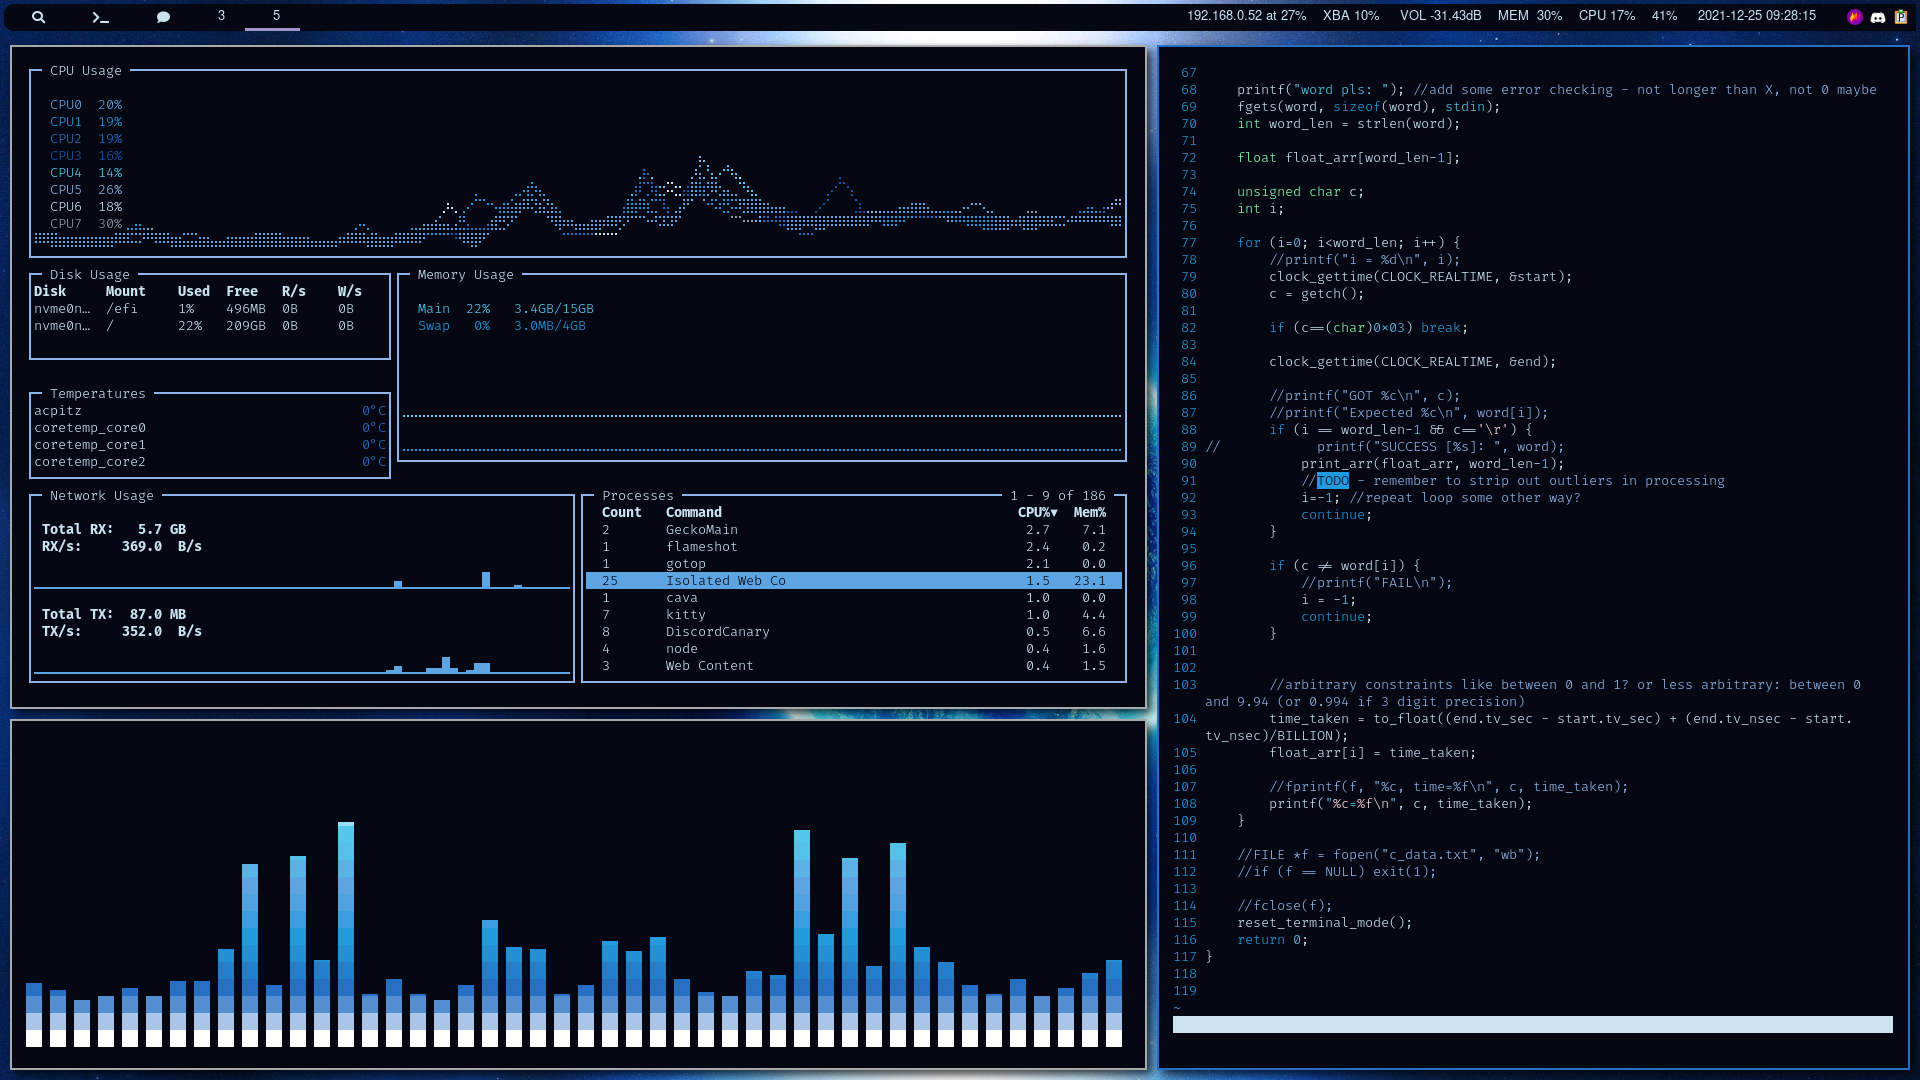 3 5 192.168.0.52 at 27% XBA 10% VOL -31.43dB MEM 30% CPU 17% 41% 2021-12-25 09:28:15
CPU Usage
CPU0 20%
CPU1 19%
CPU2 19%
CPU3 16%
CPU4 14%
CPU5 26%
CPU6 18%
CPU7 30%
Disk Usage
Disk Mount Used Free R/s W/s
nvme0n… /efi 1% 496MB 0B 0B
nvme0n… / 22% 209GB 0B 0B
Memory Usage
Main 22% 3.4GB/15GB
Swap 0% 3.0MB/4GB
Temperatures
acpitz 0°C
coretemp_core0 0°C
coretemp_core1 0°C
coretemp_core2 0°C
Network Usage
Total RX: 5.7 GB
RX/s: 369.0 B/s
Total TX: 87.0 MB
TX/s: 352.0 B/s
Processes 1 - 9 of 186
Count Command CPU%▼ Mem%
2 GeckoMain 2.7 7.1
1 flameshot 2.4 0.2
1 gotop 2.1 0.0
25 Isolated Web Co 1.5 23.1
1 cava 1.0 0.0
7 kitty 1.0 4.4
8 DiscordCanary 0.5 6.6
4 node 0.4 1.6
3 Web Content 0.4 1.5
67
68 printf("word pls: "); //add some error checking - not longer than X, not 0 maybe
69 fgets(word, sizeof(word), stdin);
70 int word_len = strlen(word);
71
72 float float_arr[word_len-1];
73
74 unsigned char c;
75 int i;
76
77 for (i=0; i<word_len; i++) {
78 //printf("i = %d\n", i);
79 clock_gettime(CLOCK_REALTIME, &start);
80 c = getch();
81
82 if (c==(char)0×03) break;
83
84 clock_gettime(CLOCK_REALTIME, &end);
85
86 //printf("GOT %c\n", c);
87 //printf("Expected %c\n", word[i]);
88 if (i == word_len-1 && c=='\r') {
89 // printf("SUCCESS [%s]: ", word);
90 print_arr(float_arr, word_len-1);
91 //TODO - remember to strip out outliers in processing
92 i=-1; //repeat loop some other way?
93 continue;
94 }
95
96 if (c != word[i]) {
97 //printf("FAIL\n");
98 i = -1;
99 continue;
100 }
101
102
103 //arbitrary constraints like between 0 and 1? or less arbitrary: between 0
and 9.94 (or 0.994 if 3 digit precision)
104 time_taken = to_float((end.tv_sec - start.tv_sec) + (end.tv_nsec - start.
tv_nsec)/BILLION);
105 float_arr[i] = time_taken;
106
107 //fprintf(f, "%c, time=%f\n", c, time_taken);
108 printf("%c=%f\n", c, time_taken);
109 }
110
111 //FILE *f = fopen("c_data.txt", "wb");
112 //if (f == NULL) exit(1);
113
114 //fclose(f);
115 reset_terminal_mode();
116 return 0;
117 }
118
119
~